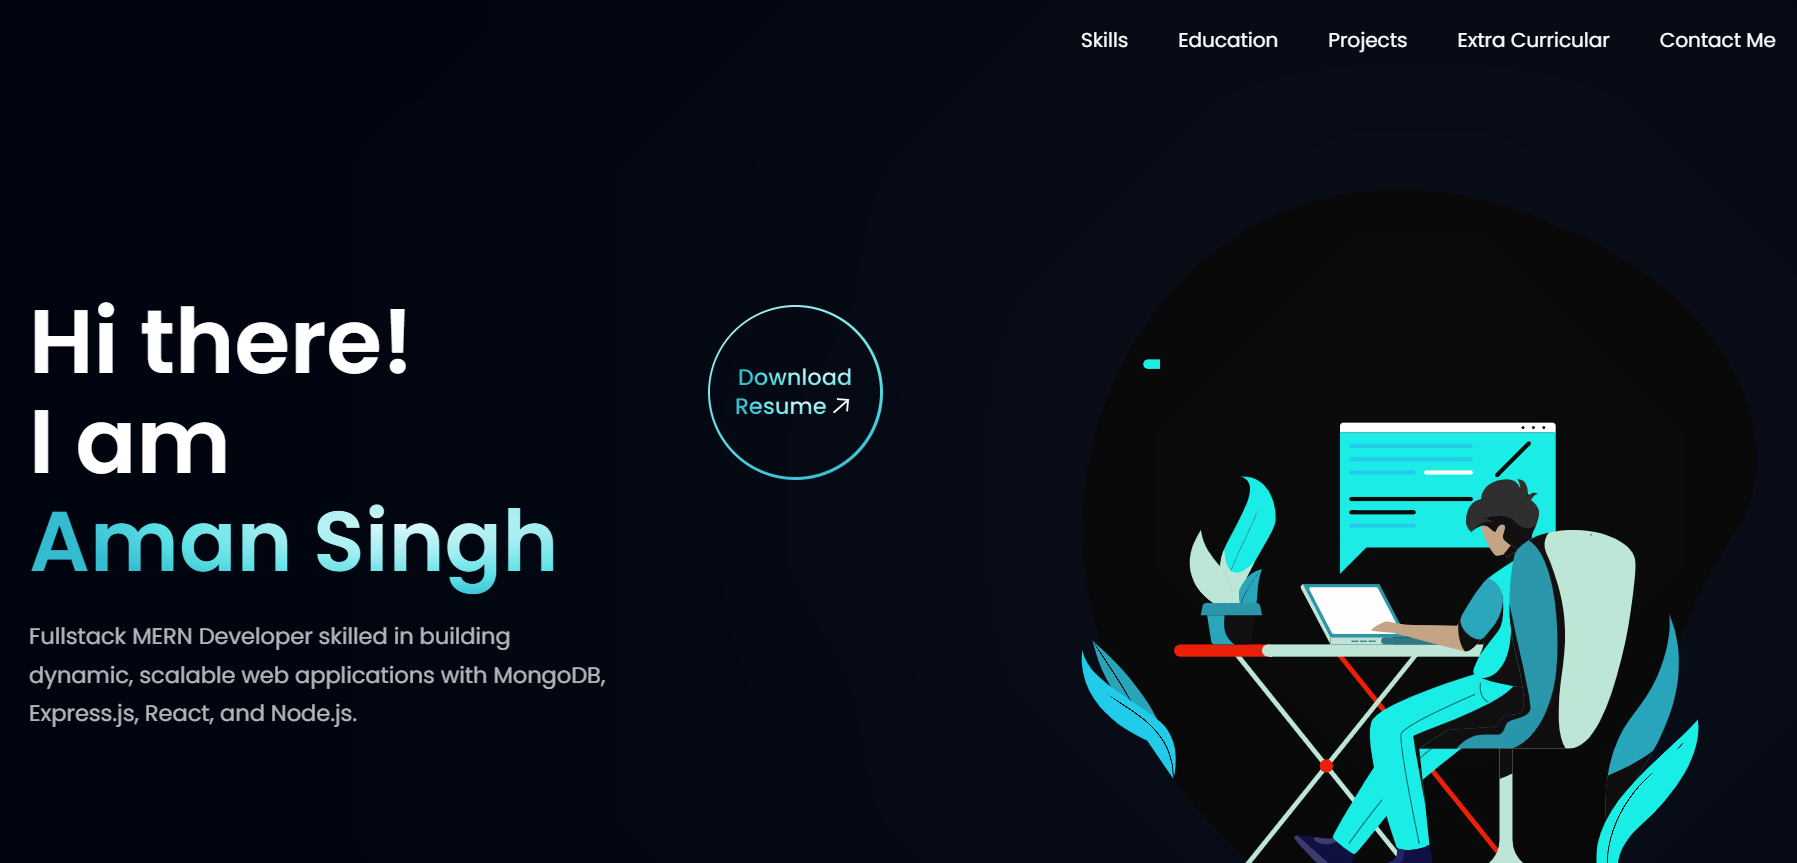 Skills Education Projects Extra Curricular Contact Me
Hi there!
I am
Aman Singh
Download
Resume
Fullstack MERN Developer skilled in building
dynamic, scalable web applications with MongoDB,
Express.js, React, and Node.js.